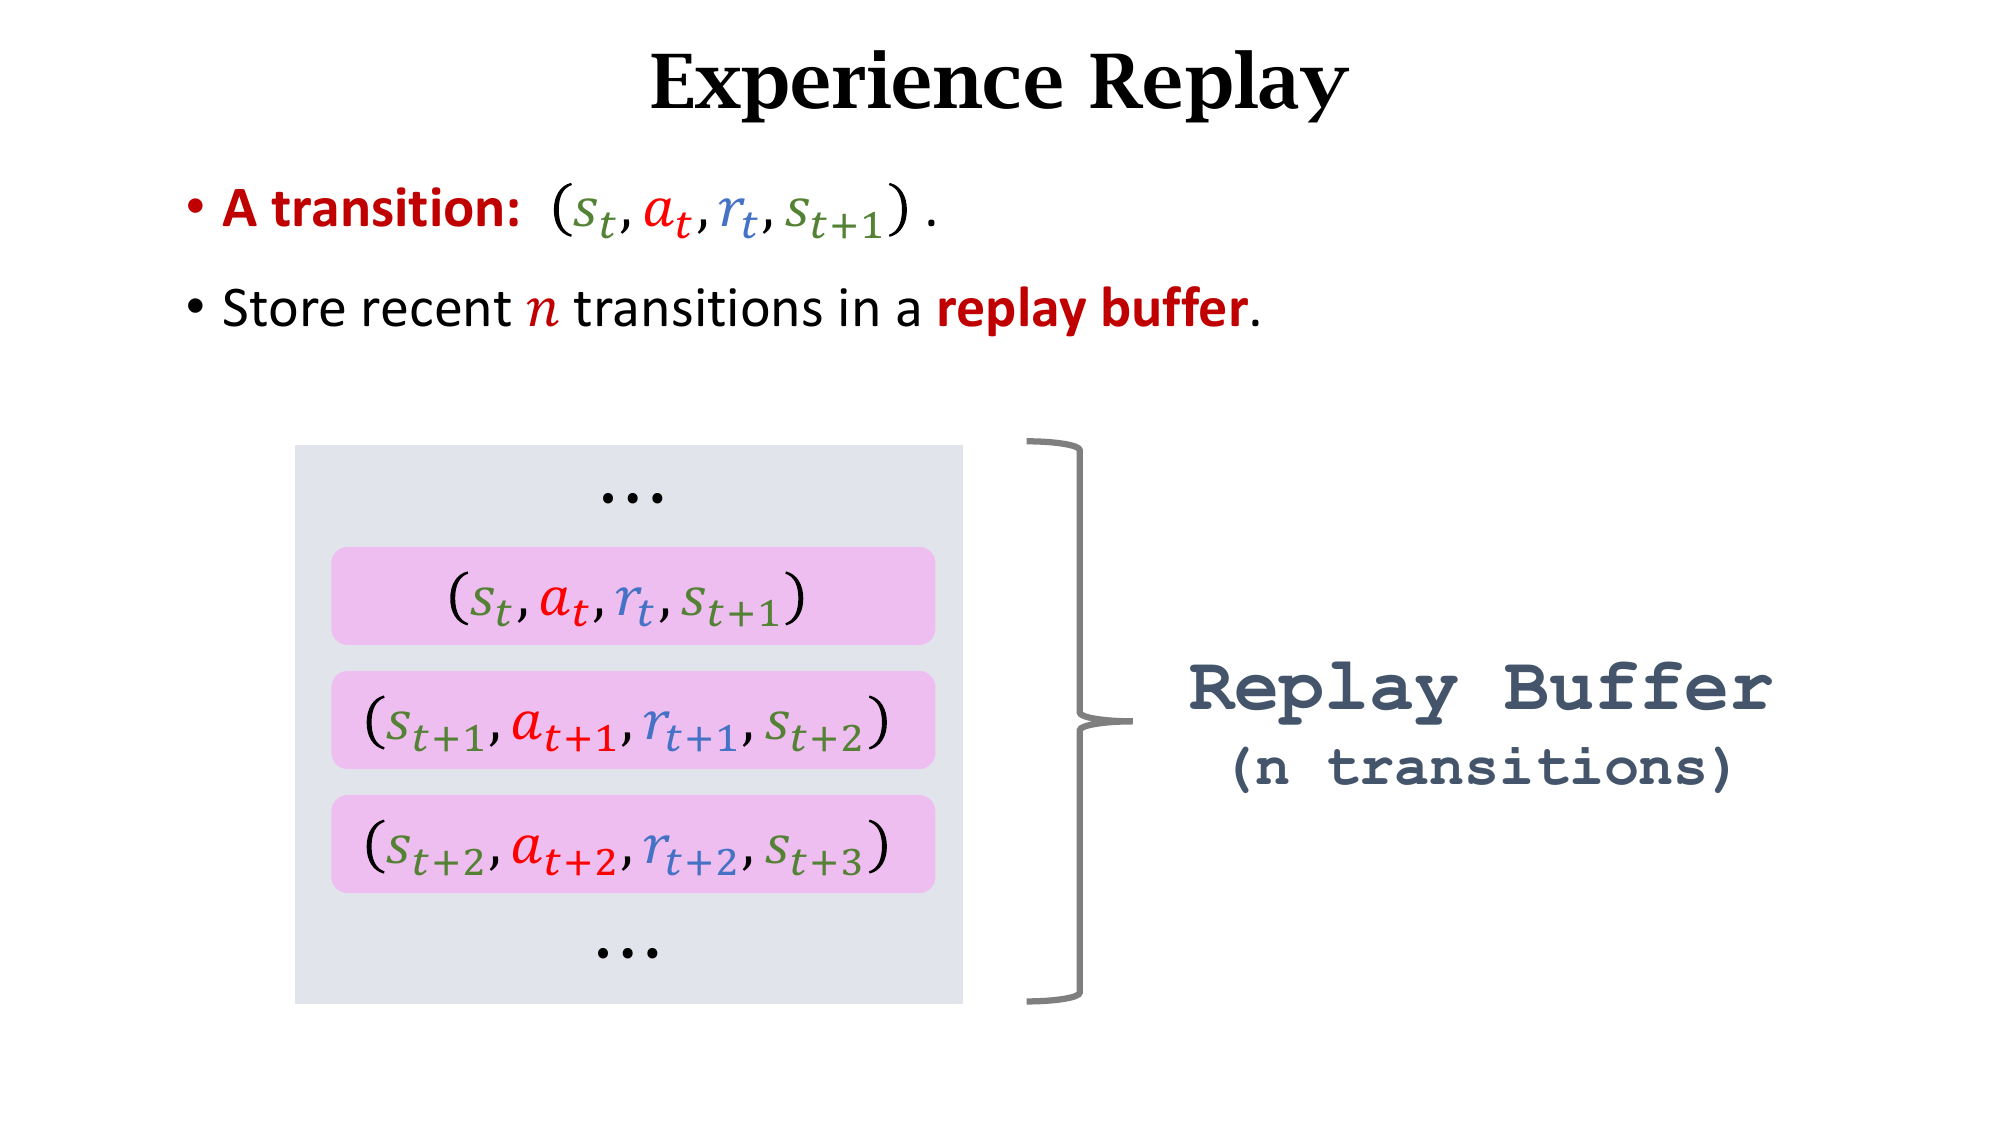 Experience Replay
• A transition: (s_t, a_t, r_t, s_{t+1}) .
• Store recent n transitions in a replay buffer.
...
(s_t, a_t, r_t, s_{t+1})
(s_{t+1}, a_{t+1}, r_{t+1}, s_{t+2})
(s_{t+2}, a_{t+2}, r_{t+2}, s_{t+3})
...
Replay Buffer
(n transitions)